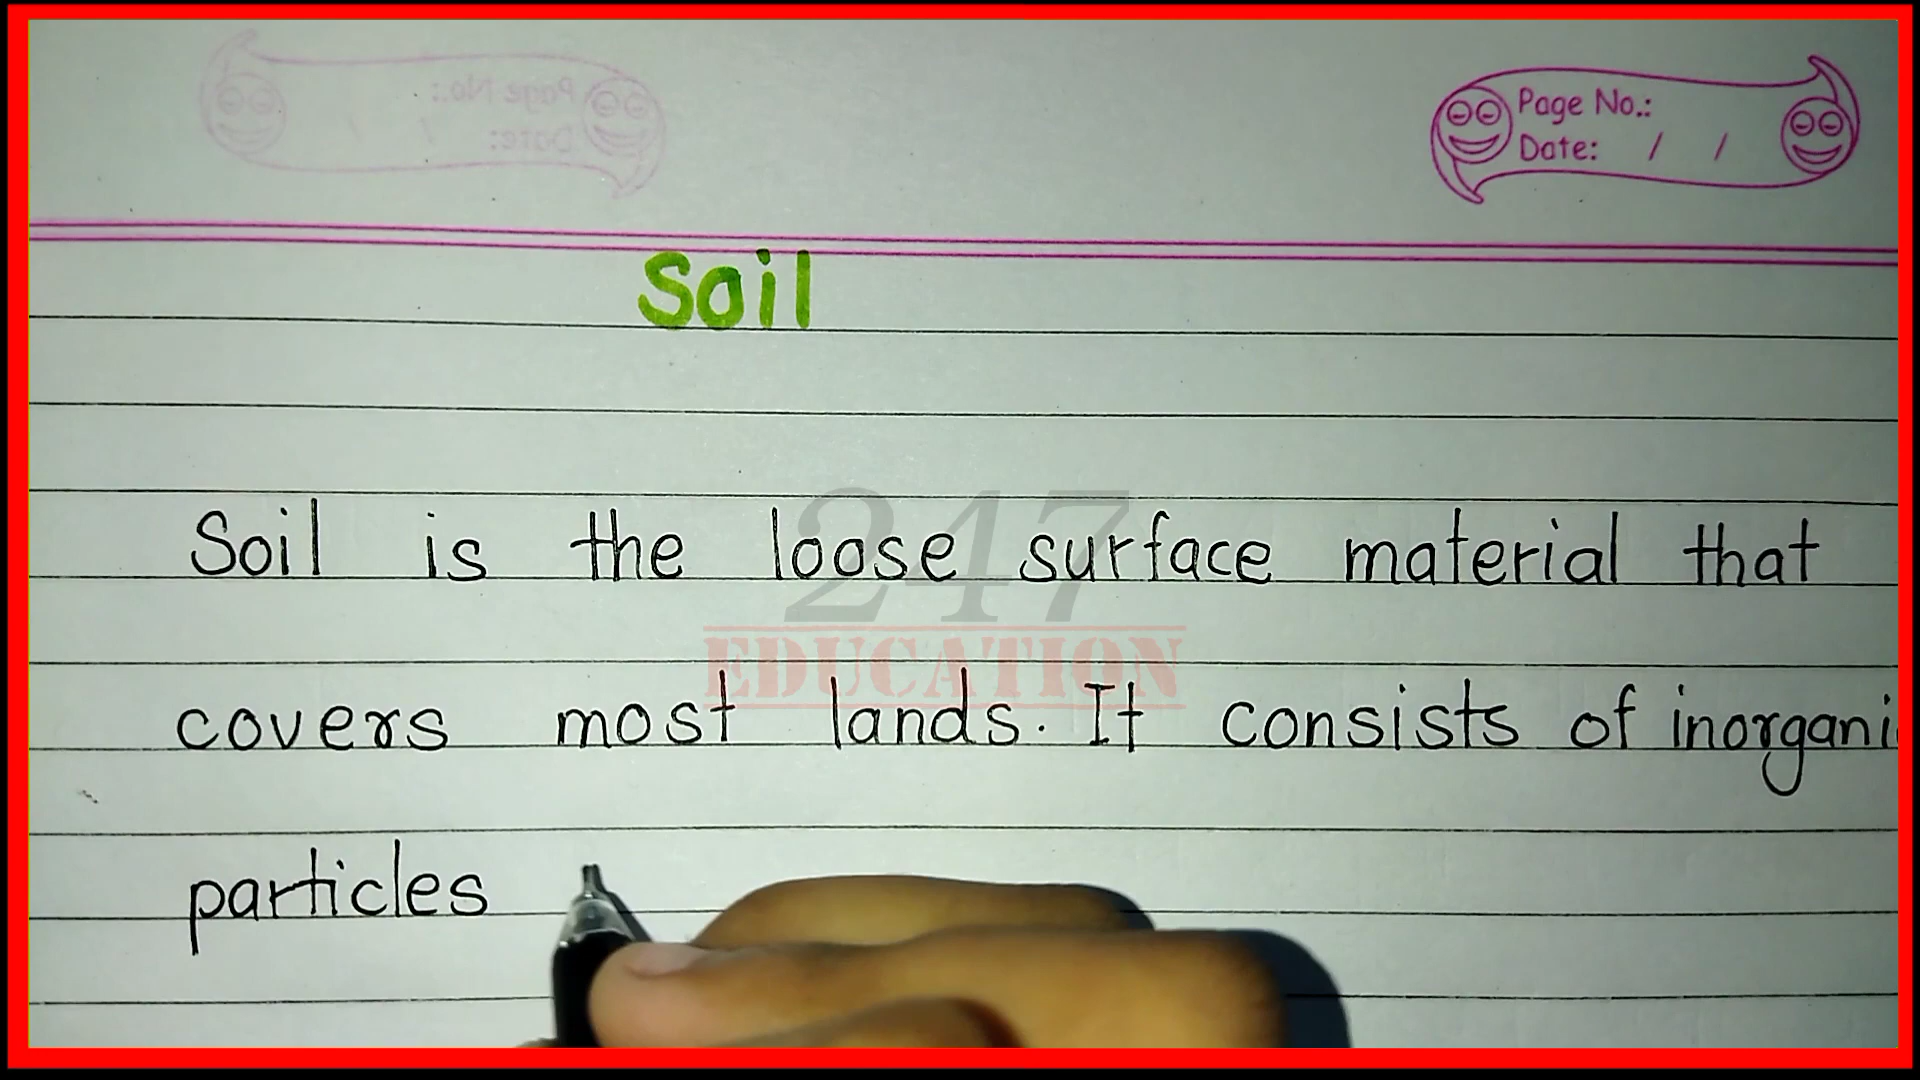 Page No.:
Date: / /
Soil
Soil is the loose surface material that
covers most lands. It consists of inorgani
particles
247
EDUCATION